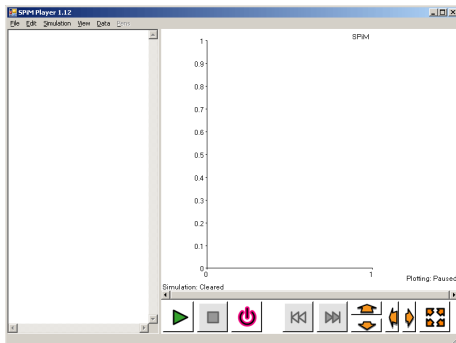 SPiM Player 1.12
File Edit Simulation View Data Item
SPiM
1
0.9
0.8
0.7
0.6
0.5
0.4
0.3
0.2
0.1
0
0 1
Plotting: Paused
Simulation: Cleared